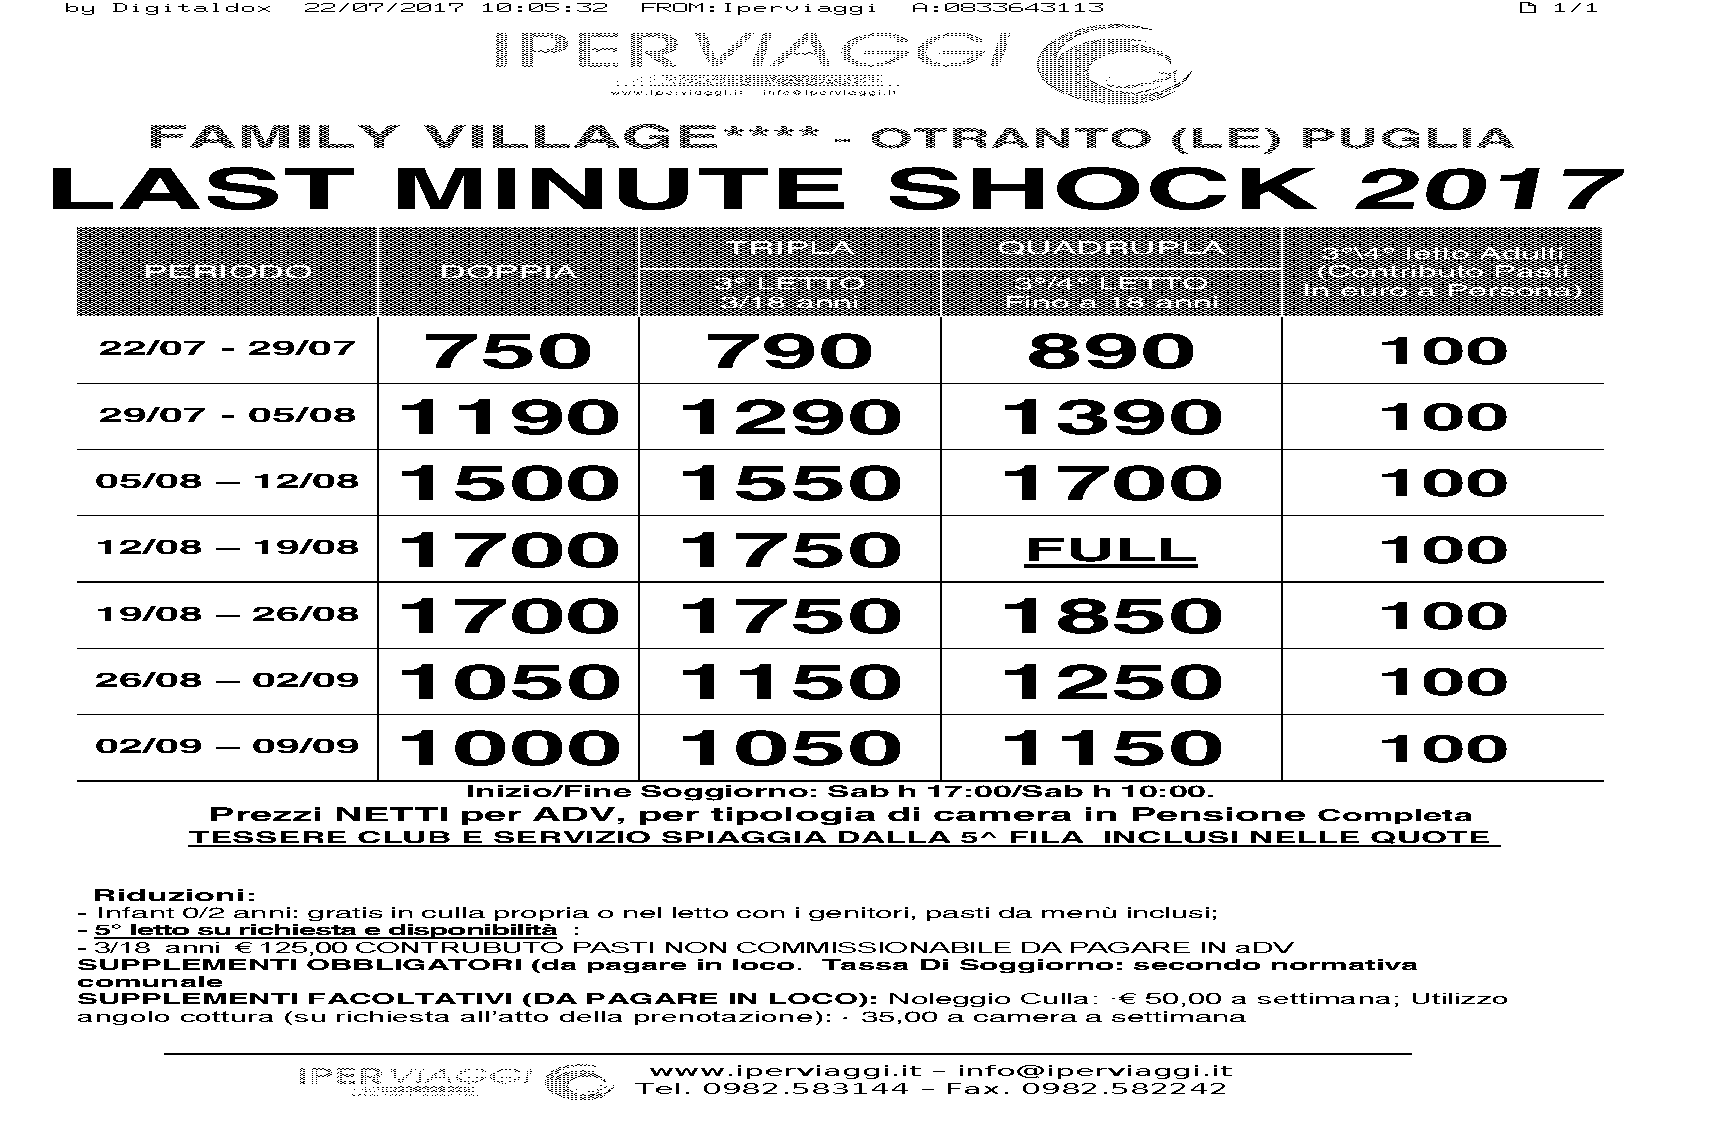 by Digitaldox 22/07/2017 10:05:32 FROM:Iperviaggi A:0833643113 1/1
IPERVIAGGI
www.iperviaggi.it info@iperviaggi.it
FAMILY VILLAGE**** - OTRANTO (LE) PUGLIA
LAST MINUTE SHOCK 2017
PERIODO DOPPIA TRIPLA QUADRUPLA 3°\4° letto Adulti
(Contributo Pasti
In euro a Persona)
3° LETTO 3°/4° LETTO
3/18 anni Fino a 18 anni
22/07 - 29/07 750 790 890 100
29/07 - 05/08 1190 1290 1390 100
05/08 – 12/08 1500 1550 1700 100
12/08 – 19/08 1700 1750 FULL 100
19/08 – 26/08 1700 1750 1850 100
26/08 – 02/09 1050 1150 1250 100
02/09 – 09/09 1000 1050 1150 100
Inizio/Fine Soggiorno: Sab h 17:00/Sab h 10:00.
Prezzi NETTI per ADV, per tipologia di camera in Pensione Completa
TESSERE CLUB E SERVIZIO SPIAGGIA DALLA 5^ FILA INCLUSI NELLE QUOTE
Riduzioni:
- Infant 0/2 anni: gratis in culla propria o nel letto con i genitori, pasti da menù inclusi;
- 5° letto su richiesta e disponibilità :
- 3/18 anni € 125,00 CONTRUBUTO PASTI NON COMMISSIONABILE DA PAGARE IN aDV
SUPPLEMENTI OBBLIGATORI (da pagare in loco. Tassa Di Soggiorno: secondo normativa
comunale
SUPPLEMENTI FACOLTATIVI (DA PAGARE IN LOCO): Noleggio Culla: ·€ 50,00 a settimana; Utilizzo
angolo cottura (su richiesta all'atto della prenotazione): · 35,00 a camera a settimana
IPERVIAGGI
www.iperviaggi.it – info@iperviaggi.it
Tel. 0982.583144 – Fax. 0982.582242